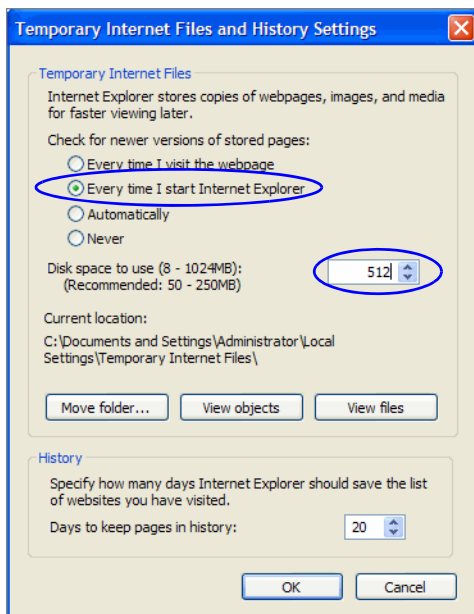 Temporary Internet Files and History Settings
Temporary Internet Files
Internet Explorer stores copies of webpages, images, and media
for faster viewing later.
Check for newer versions of stored pages:
Every time I visit the webpage
Every time I start Internet Explorer
Automatically
Never
Disk space to use (8 - 1024MB):
512
(Recommended: 50 - 250MB)
Current location:
C:\Documents and Settings\Administrator\Local
Settings\Temporary Internet Files\
Move folder... View objects View files
History
Specify how many days Internet Explorer should save the list
of websites you have visited.
Days to keep pages in history: 20
OK Cancel